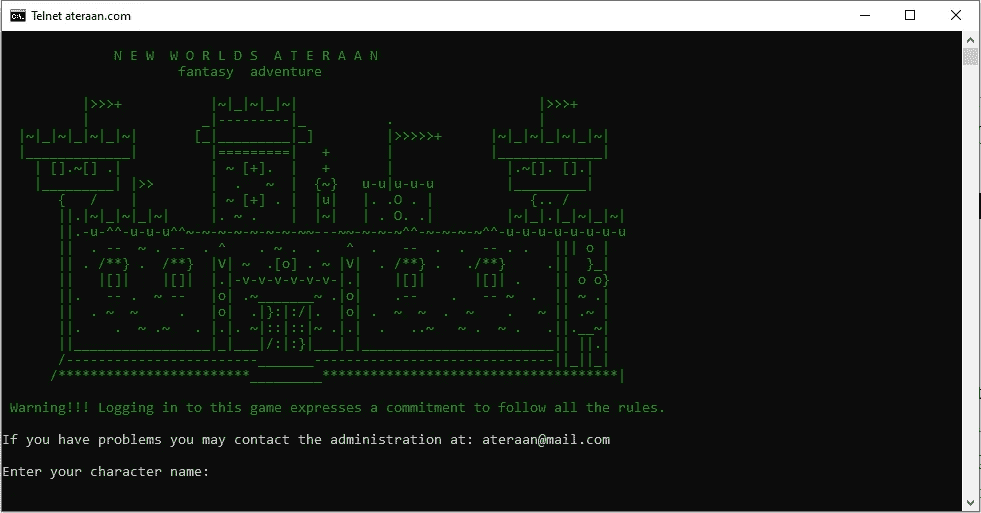 Telnet ateraan.com
N E W  W O R L D S  A T E R A A N
fantasy  adventure
Warning!!! Logging in to this game expresses a commitment to follow all the rules.
If you have problems you may contact the administration at: ateraan@mail.com
Enter your character name: